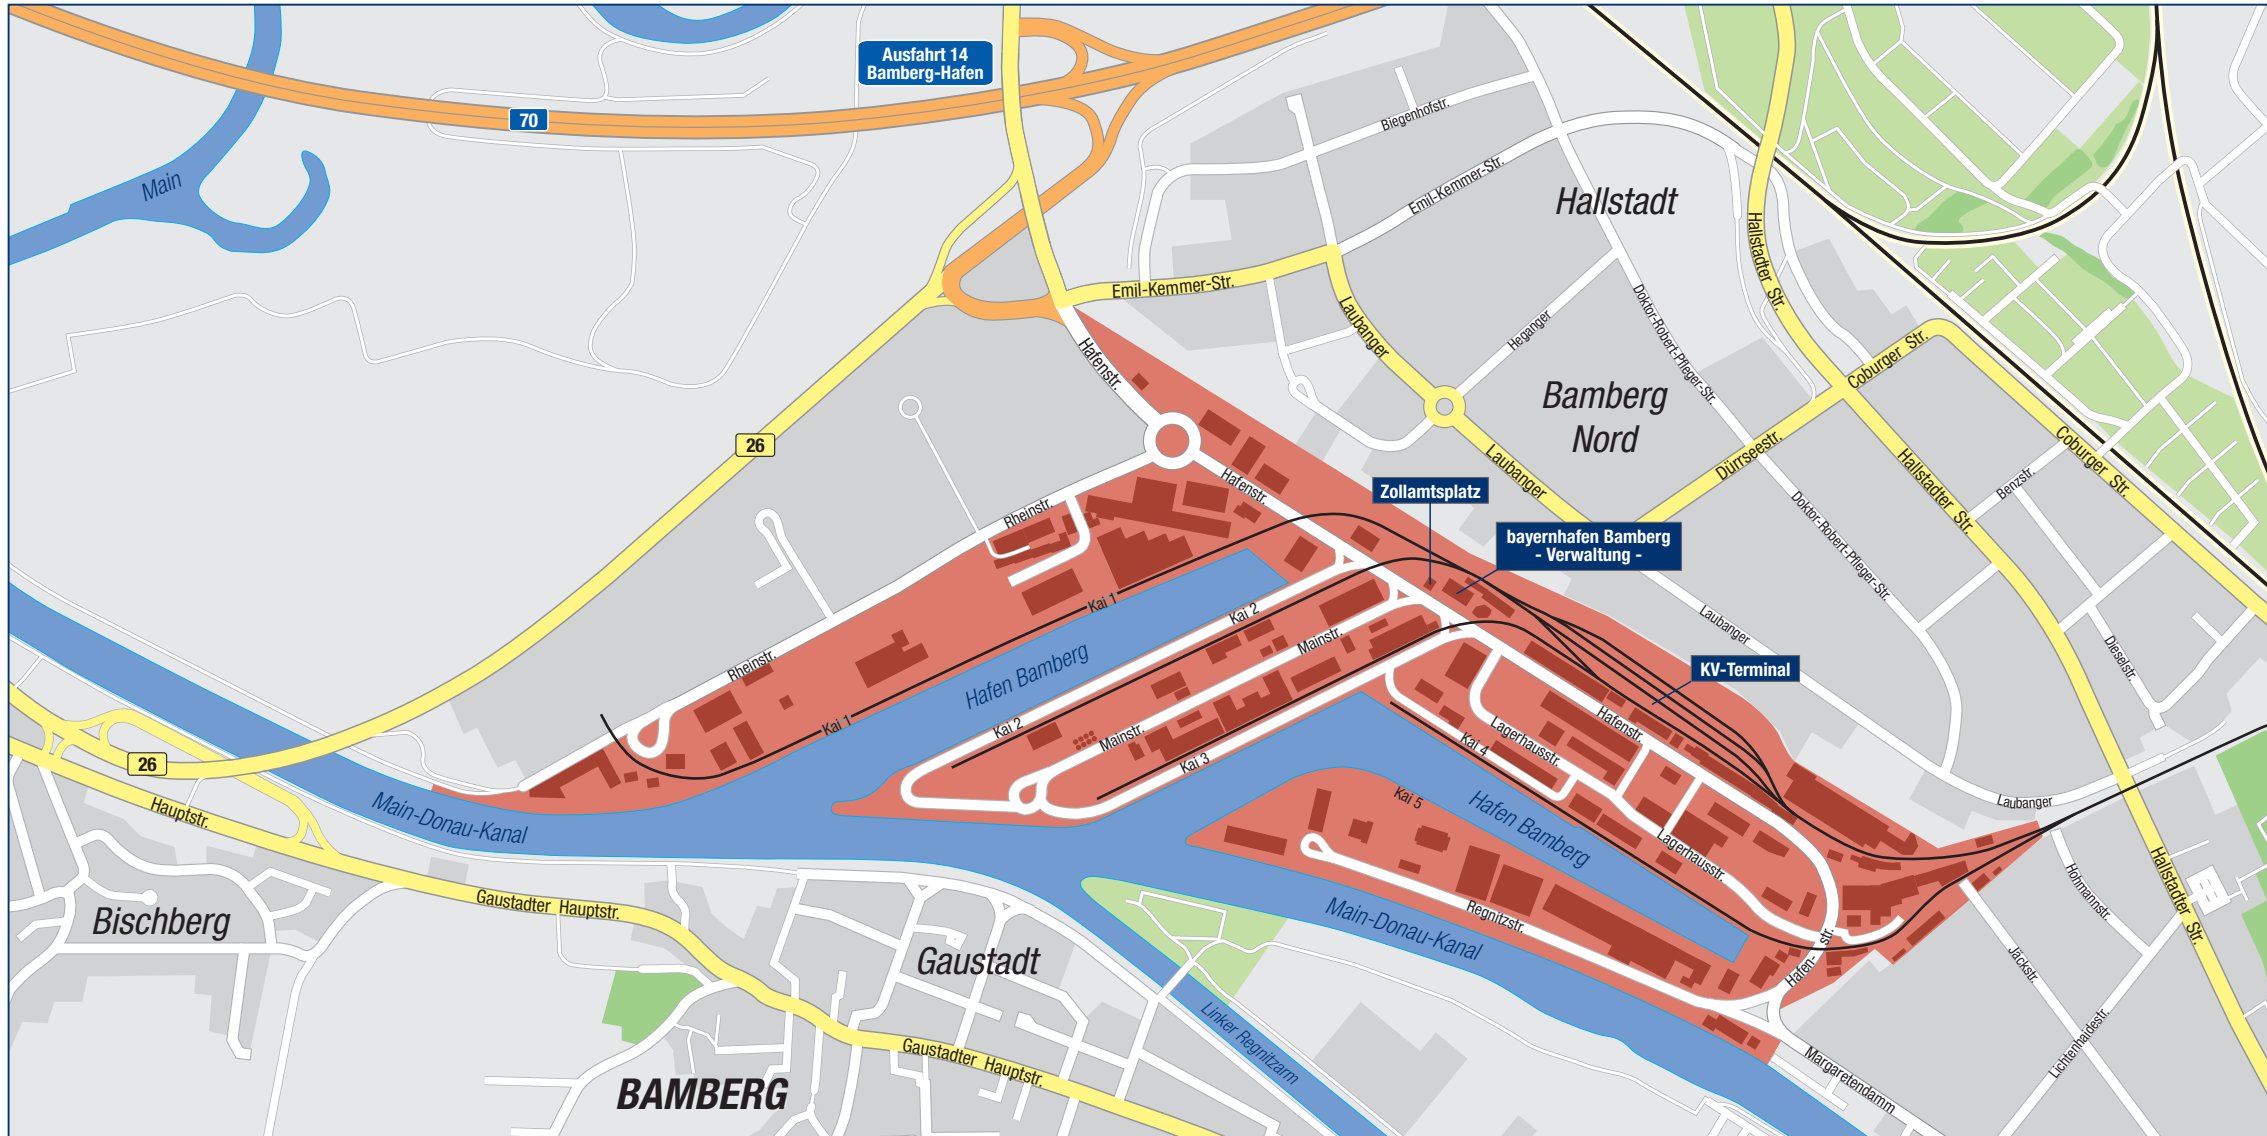 Ausfahrt 14
Bamberg-Hafen
70
Main
Biegenhofstr.
Emil-Kemmer-Str.
Hallstadt
Hallstadter Str.
Emil-Kemmer-Str.
Laubanger
Heganger
Doktor-Robert-Pfleger-Str.
Coburger Str.
Hafenstr.
Bamberg
Nord
26
Laubanger
Dürrseestr.
Hallstadter Str.
Coburger Str.
Benzstr.
Zollamtsplatz
Hafenstr.
Rheinstr.
bayernhafen Bamberg
- Verwaltung -
Doktor-Robert-Pfleger-Str.
Kai 1
Kai 2
Mainstr.
Laubanger
Dieselstr.
KV-Terminal
Rheinstr.
Hafen Bamberg
Kai 1
Kai 2
Mainstr.
Kai 3
Kai 4
Lagerhausstr.
Hafenstr.
26
Hauptstr.
Main-Donau-Kanal
Kai 5
Hafen Bamberg
Lagerhausstr.
Laubanger
Hallstadter Str.
Hohmannstr.
Bischberg
Gaustadter Hauptstr.
Gaustadt
Main-Donau-Kanal
Regnitzstr.
Hafen-
str.
Jäckstr.
Lichtenhaidestr.
Linker Regnitzarm
Gaustadter Hauptstr.
BAMBERG
Margaretendamm